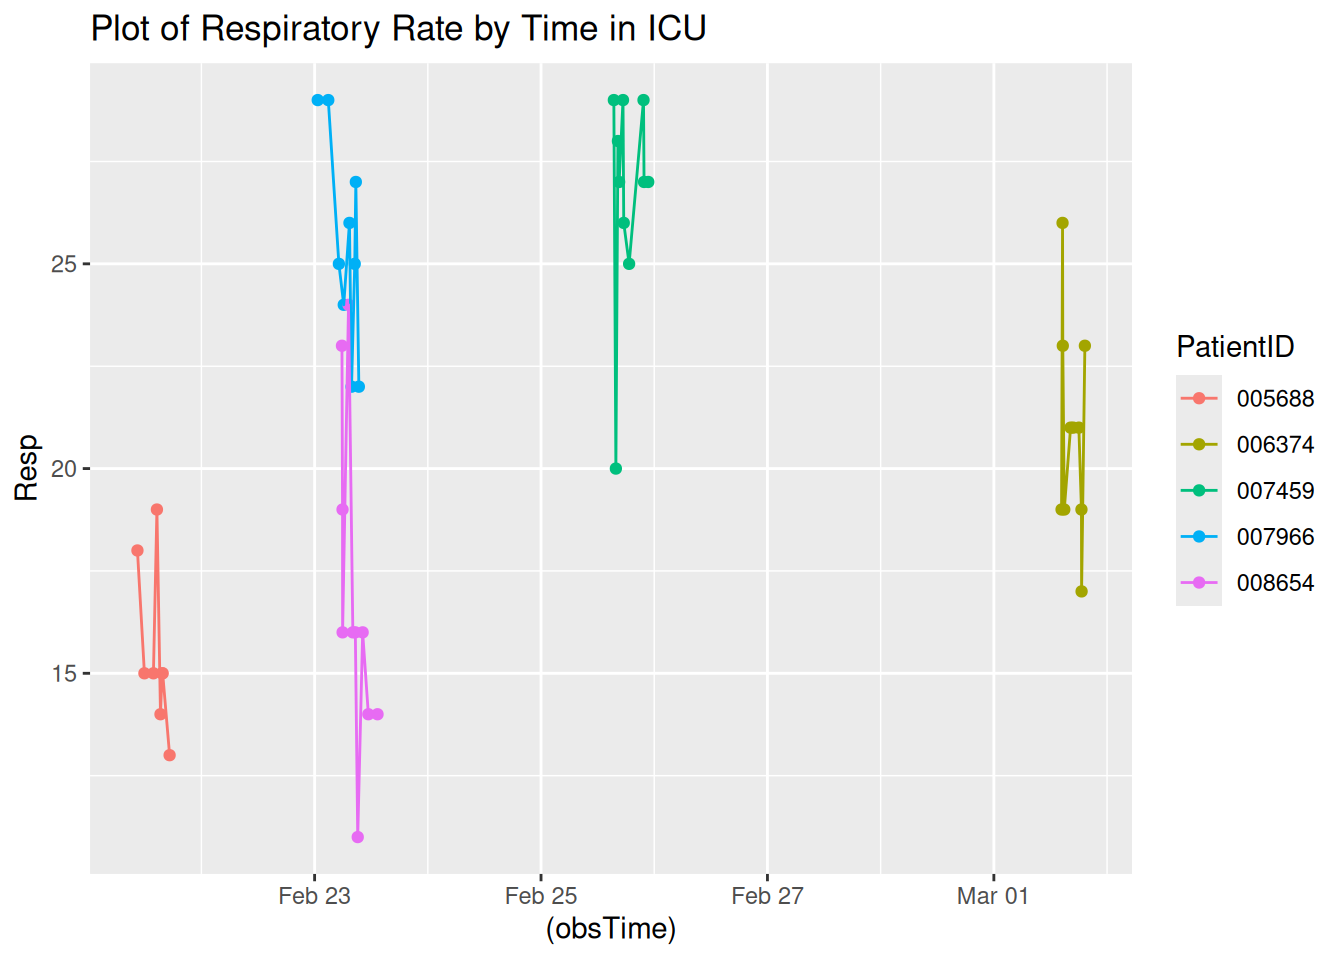 Plot of Respiratory Rate by Time in ICU
Resp
25
20
15
Feb 23 Feb 25 Feb 27 Mar 01
(obsTime)
PatientID
005688
006374
007459
007966
008654